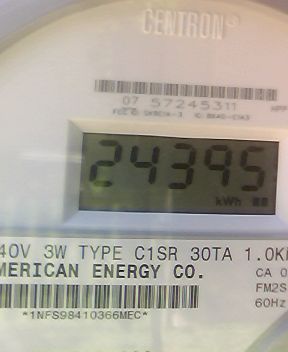 CENTRON®
07 57245311
24395
kWh
40V 3W TYPE C1SR 30TA 1.0K
MERICAN ENERGY CO.
CA 0
FM2S
60Hz
*1NFS98410366MEC*